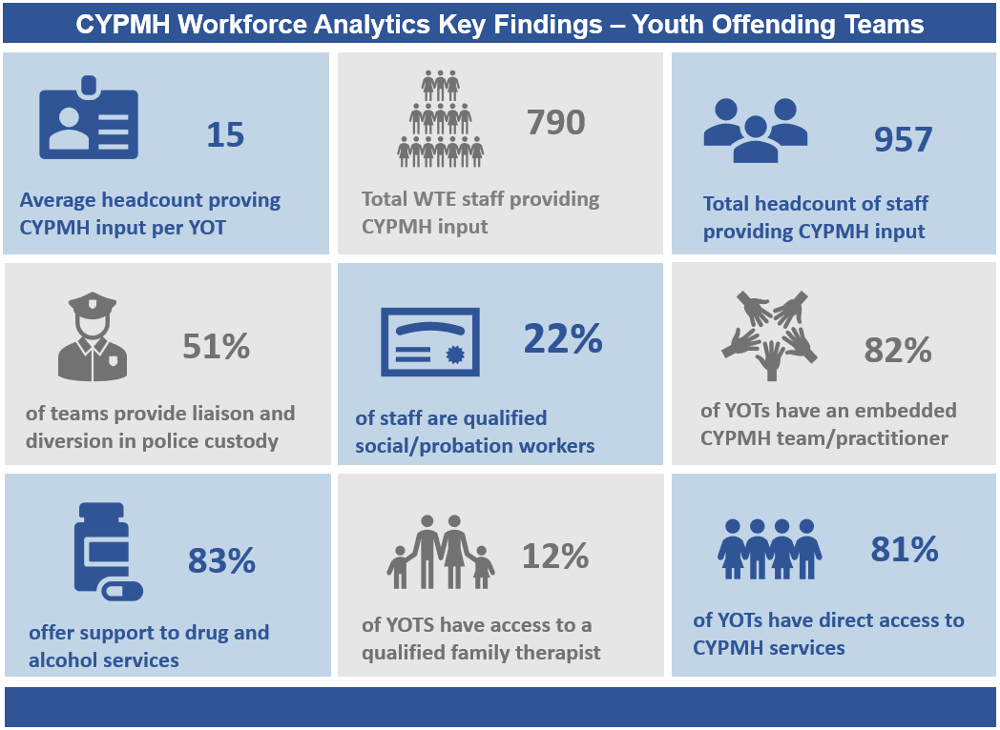 CYPMH Workforce Analytics Key Findings – Youth Offending Teams
15
Average headcount proving
CYPMH input per YOT
790
Total WTE staff providing
CYPMH input
957
Total headcount of staff
providing CYPMH input
51%
of teams provide liaison and
diversion in police custody
22%
of staff are qualified
social/probation workers
82%
of YOTs have an embedded
CYPMH team/practitioner
83%
offer support to drug and
alcohol services
12%
of YOTS have access to a
qualified family therapist
81%
of YOTs have direct access to
CYPMH services